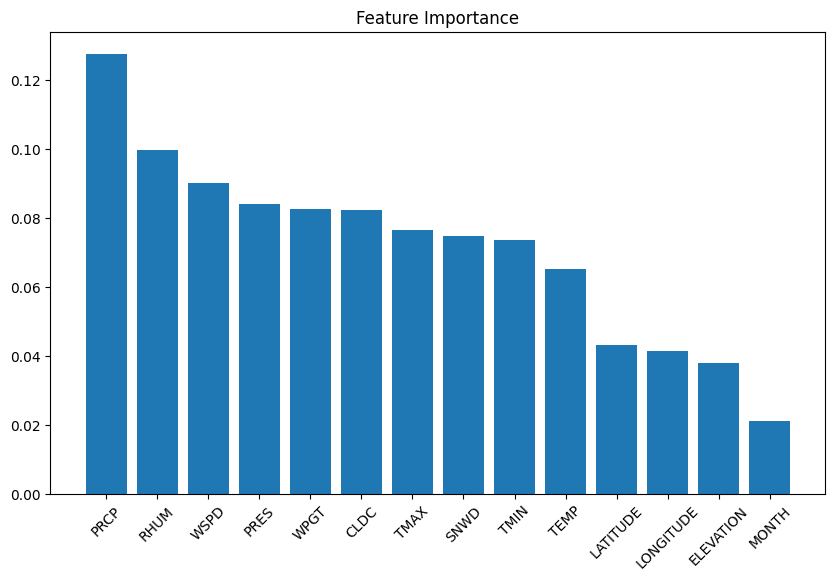 Feature Importance
0.12
0.10
0.08
0.06
0.04
0.02
0.00
PRCP
RHUM
WSPD
PRES
WPGT
CLDC
TMAX
SNWD
TMIN
TEMP
LATITUDE
LONGITUDE
ELEVATION
MONTH